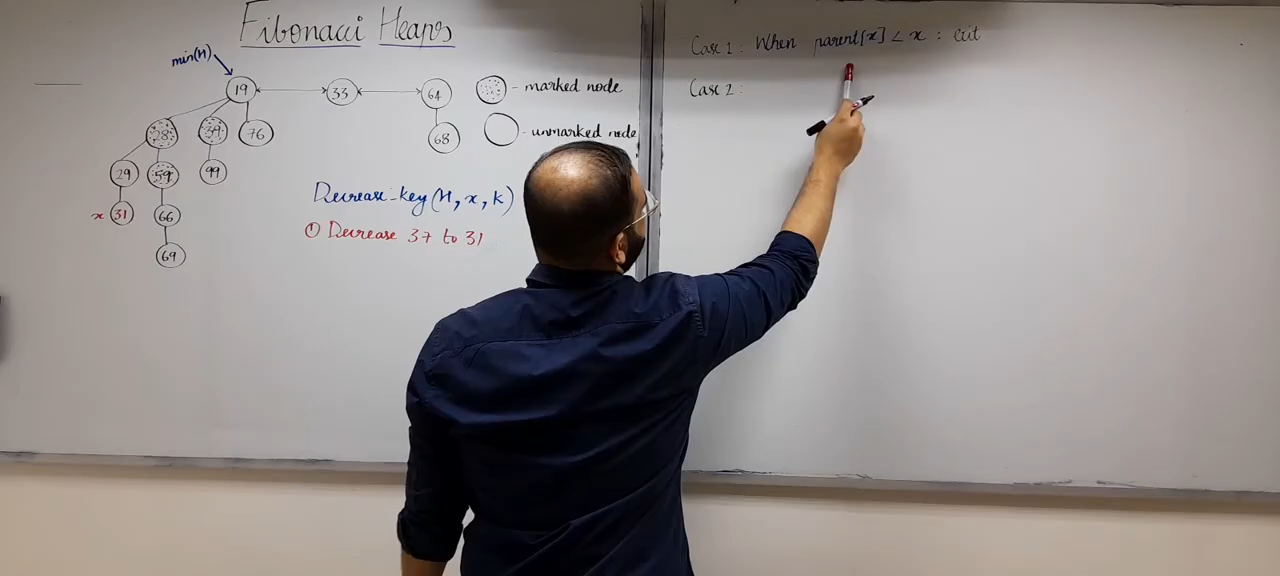 Fibonacci Heaps
min(H)
19
33
64
28
39
76
68
29
59
99
x 31
66
69
- marked node
- unmarked node
Decrease-key(H, x, k)
① Decrease 37 to 31
Case 1: When parent[x] < x : cut
Case 2: